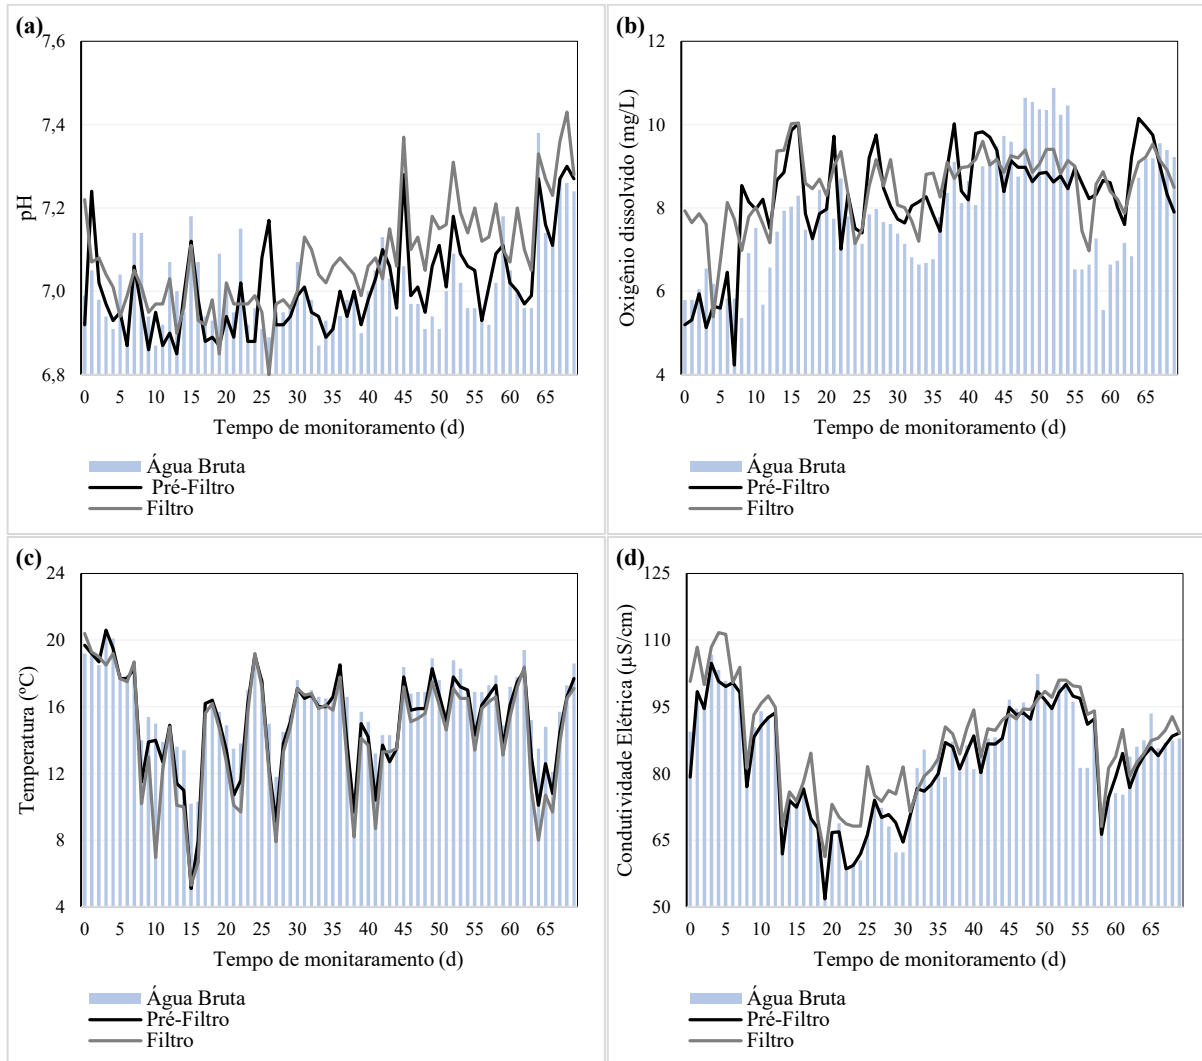 (a)
pH
7,6
7,4
7,2
7,0
6,8
0 5 10 15 20 25 30 35 40 45 50 55 60 65
Tempo de monitoramento (d)
Água Bruta
Pré-Filtro
Filtro
(b)
Oxigênio dissolvido (mg/L)
12
10
8
6
4
0 5 10 15 20 25 30 35 40 45 50 55 60 65
Tempo de monitoramento (d)
Água Bruta
Pré-Filtro
Filtro
(c)
Temperatura (ºC)
24
20
16
12
8
4
0 5 10 15 20 25 30 35 40 45 50 55 60 65
Tempo de monitaramento (d)
Água Bruta
Pré-Filtro
Filtro
(d)
Condutividade Elétrica (µS/cm)
125
110
95
80
65
50
0 5 10 15 20 25 30 35 40 45 50 55 60 65
Tempo de monitoramento (d)
Água Bruta
Pré-Filtro
Filtro